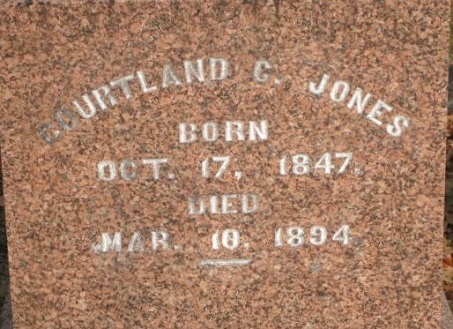 COURTLAND C. JONES
BORN
OCT. 17, 1847.
DIED
MAR. 10, 1894.